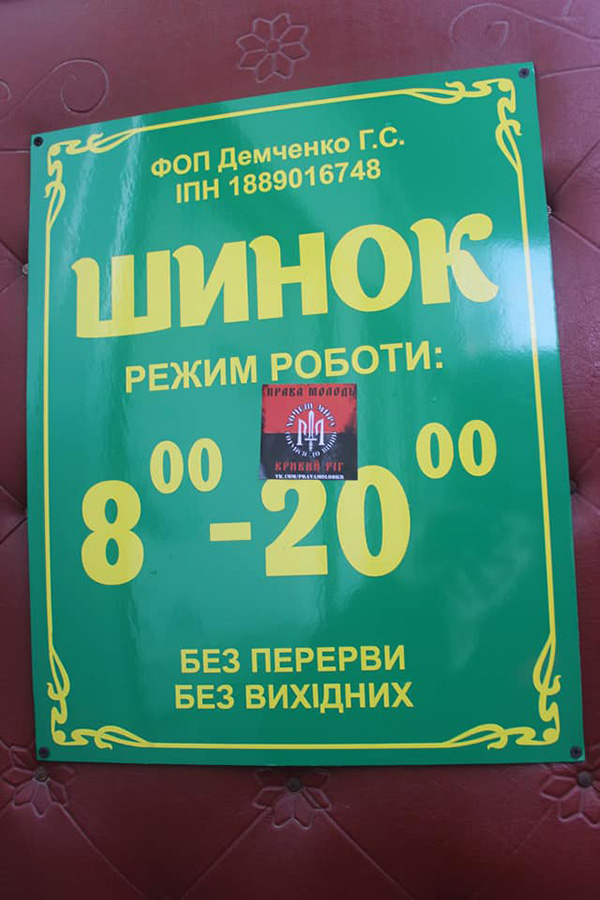 ФОП Демченко Г.С.
ІПН 1889016748
ШИНОК
РЕЖИМ РОБОТИ:
ПРАВА МОЛОДЬ
КРИВИЙ РІГ
8 00 - 20 00
БЕЗ ПЕРЕРВИ
БЕЗ ВИХІДНИХ